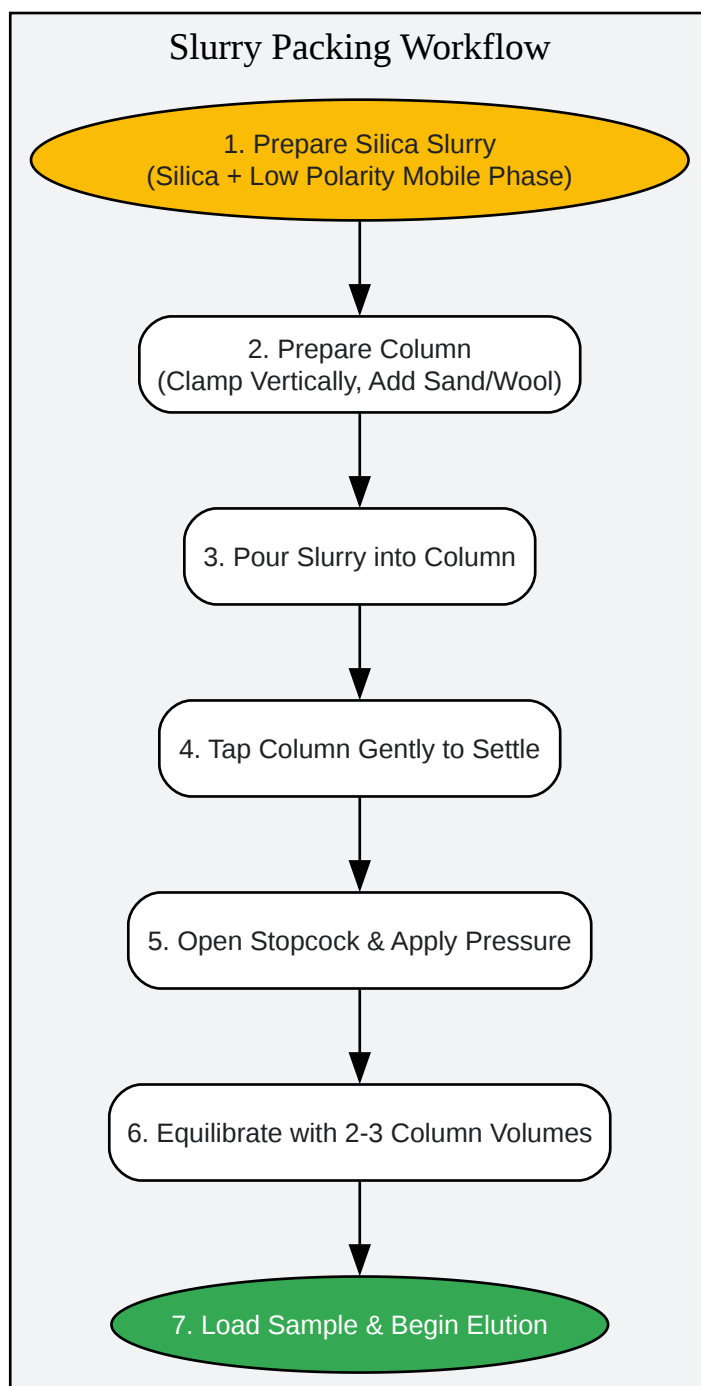 Slurry Packing Workflow
1. Prepare Silica Slurry
(Silica + Low Polarity Mobile Phase)
2. Prepare Column
(Clamp Vertically, Add Sand/Wool)
3. Pour Slurry into Column
4. Tap Column Gently to Settle
5. Open Stopcock & Apply Pressure
6. Equilibrate with 2-3 Column Volumes
7. Load Sample & Begin Elution